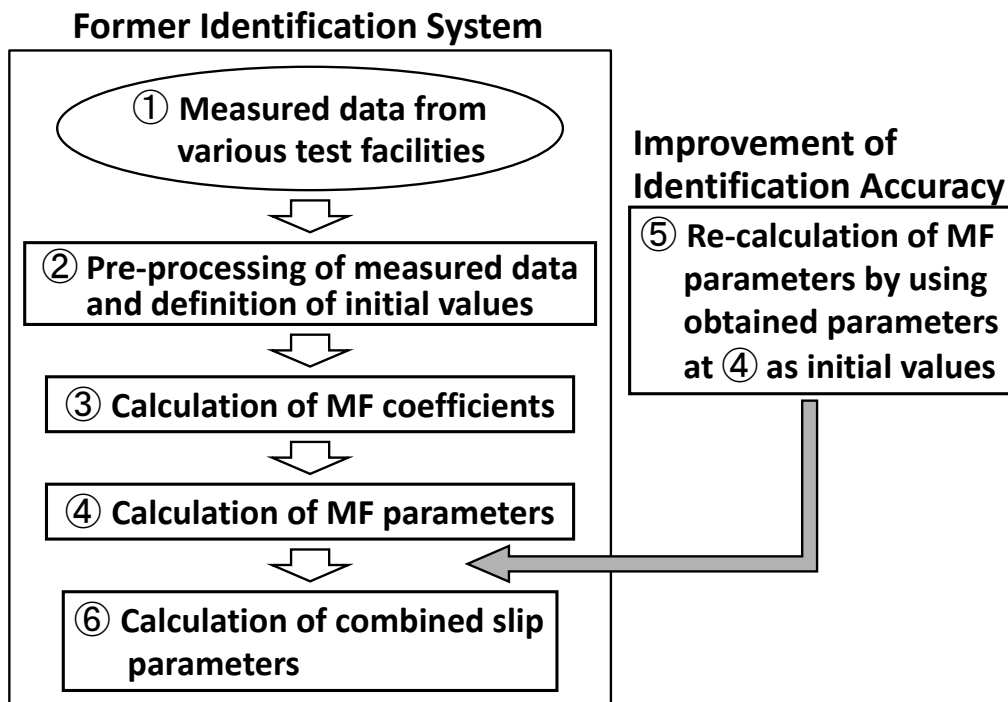 Former Identification System
① Measured data from
various test facilities
② Pre-processing of measured data
and definition of initial values
③ Calculation of MF coefficients
④ Calculation of MF parameters
⑥ Calculation of combined slip
parameters
Improvement of
Identification Accuracy
⑤ Re-calculation of MF
parameters by using
obtained parameters
at ④ as initial values